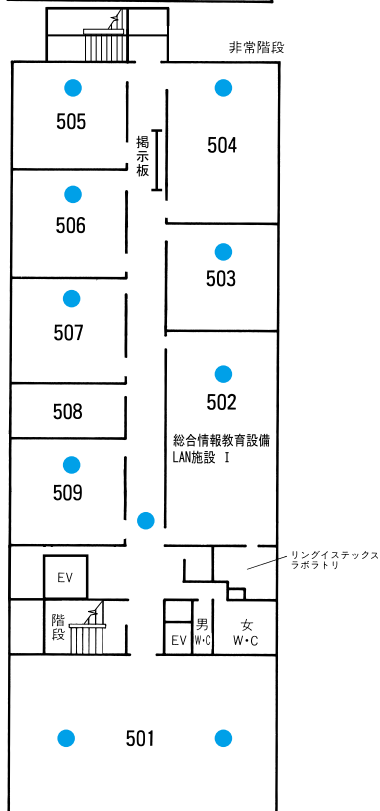 非常階段
505
504
掲示板
506
503
507
502
508
総合情報教育設備
LAN施設 I
509
リングイステックス
ラボラトリ
EV
階段
EV
男
W·C
女
W·C
501